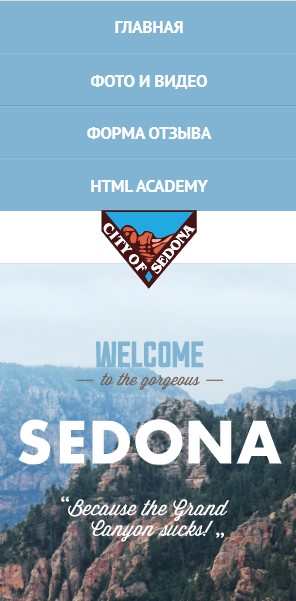 ГЛАВНАЯ
ФОТО И ВИДЕО
ФОРМА ОТЗЫВА
HTML ACADEMY
CITY OF SEDONA
WELCOME
— to the gorgeous —
SEDONA
“Because the Grand
Canyon sucks!„